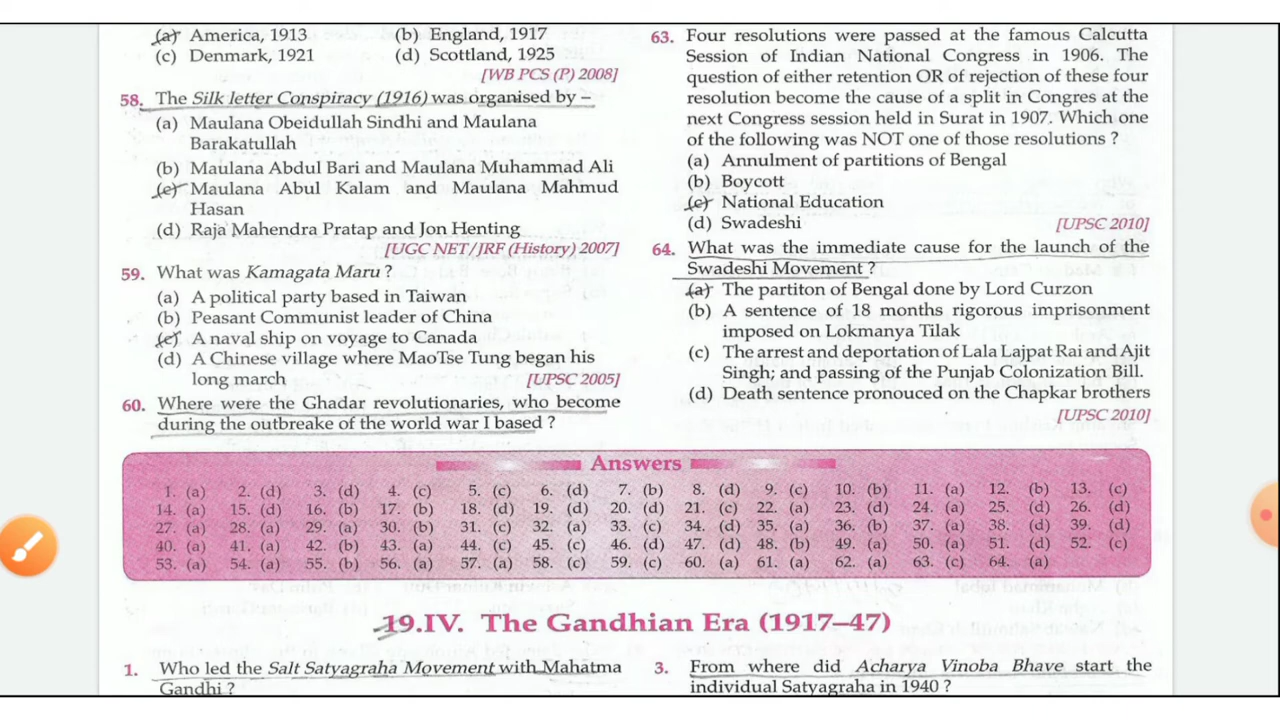 (a) America, 1913 (b) England, 1917
(c) Denmark, 1921 (d) Scottland, 1925
[WB PCS (P) 2008]
58. The Silk letter Conspiracy (1916) was organised by –
(a) Maulana Obeidullah Sindhi and Maulana
Barakatullah
(b) Maulana Abdul Bari and Maulana Muhammad Ali
(c) Maulana Abul Kalam and Maulana Mahmud
Hasan
(d) Raja Mahendra Pratap and Jon Henting
[UGC NET/JRF (History) 2007]
59. What was Kamagata Maru ?
(a) A political party based in Taiwan
(b) Peasant Communist leader of China
(c) A naval ship on voyage to Canada
(d) A Chinese village where MaoTse Tung began his
long march [UPSC 2005]
60. Where were the Ghadar revolutionaries, who become
during the outbreake of the world war I based ?
63. Four resolutions were passed at the famous Calcutta
Session of Indian National Congress in 1906. The
question of either retention OR of rejection of these four
resolution become the cause of a split in Congres at the
next Congress session held in Surat in 1907. Which one
of the following was NOT one of those resolutions ?
(a) Annulment of partitions of Bengal
(b) Boycott
(c) National Education
(d) Swadeshi [UPSC 2010]
64. What was the immediate cause for the launch of the
Swadeshi Movement ?
(a) The partiton of Bengal done by Lord Curzon
(b) A sentence of 18 months rigorous imprisonment
imposed on Lokmanya Tilak
(c) The arrest and deportation of Lala Lajpat Rai and Ajit
Singh; and passing of the Punjab Colonization Bill.
(d) Death sentence pronouced on the Chapkar brothers
[UPSC 2010]
Answers
1. (a) 2. (d) 3. (d) 4. (c) 5. (c) 6. (d) 7. (b) 8. (d) 9. (c) 10. (b) 11. (a) 12. (b) 13. (c)
14. (a) 15. (d) 16. (b) 17. (b) 18. (d) 19. (d) 20. (d) 21. (c) 22. (a) 23. (d) 24. (a) 25. (d) 26. (d)
27. (a) 28. (a) 29. (a) 30. (b) 31. (c) 32. (a) 33. (c) 34. (d) 35. (a) 36. (b) 37. (a) 38. (d) 39. (d)
40. (a) 41. (a) 42. (b) 43. (a) 44. (c) 45. (c) 46. (d) 47. (d) 48. (b) 49. (a) 50. (a) 51. (d) 52. (c)
53. (a) 54. (a) 55. (b) 56. (a) 57. (a) 58. (c) 59. (c) 60. (a) 61. (a) 62. (a) 63. (c) 64. (a)
19.IV. The Gandhian Era (1917–47)
1. Who led the Salt Satyagraha Movement with Mahatma
Gandhi ?
3. From where did Acharya Vinoba Bhave start the
individual Satyagraha in 1940 ?